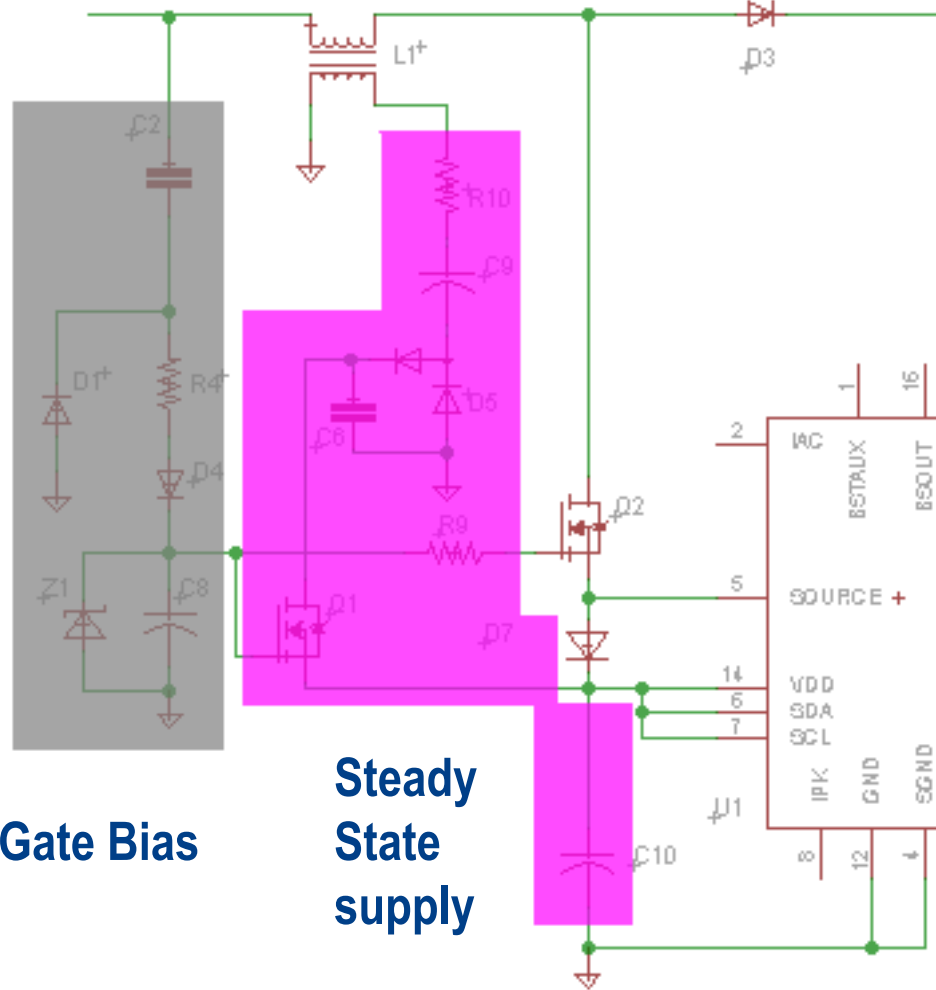 L1
D3
C2
R10
C9
D1
R4
D5
C6
D4
R9
Q2
Z1
C8
Q1
D7
1
16
2
IAC
BSTAUX
BSOUT
5
SOURCE
14
VDD
6
SDA
7
SCL
IPK
GND
SGND
U1
8
12
4
C10
Steady
State
supply
Gate Bias